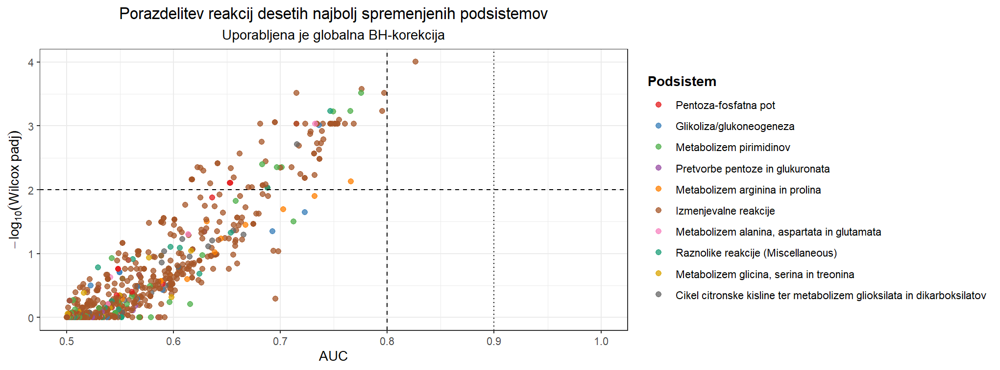 Porazdelitev reakcij desetih najbolj spremenjenih podsistemov
Uporabljena je globalna BH-korekcija
−log10(Wilcox padj)
4
3
2
1
0
0.5 0.6 0.7 0.8 0.9 1.0
AUC
Podsistem
Pentoza-fosfatna pot
Glikoliza/glukoneogeneza
Metabolizem pirimidinov
Pretvorbe pentoze in glukuronata
Metabolizem arginina in prolina
Izmenjevalne reakcije
Metabolizem alanina, aspartata in glutamata
Raznolike reakcije (Miscellaneous)
Metabolizem glicina, serina in treonina
Cikel citronske kisline ter metabolizem glioksilata in dikarboksilatov